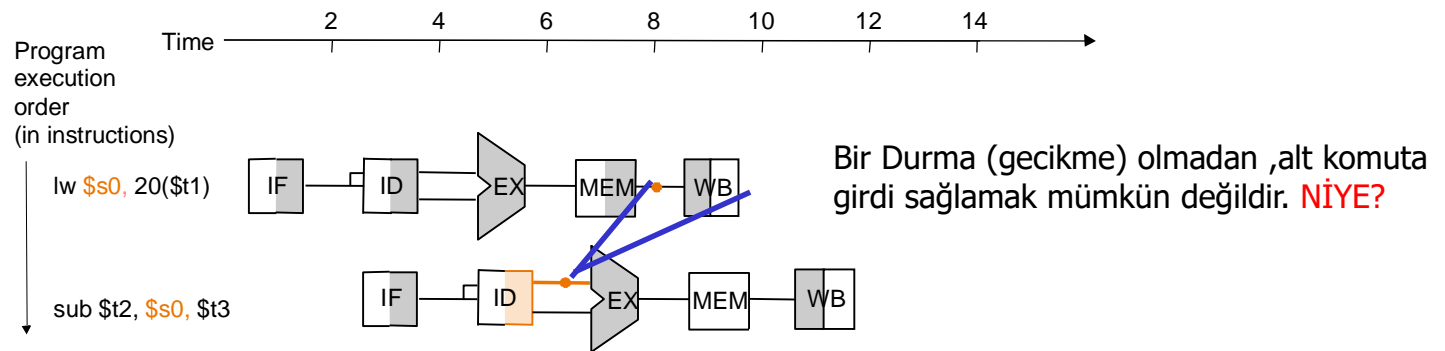 2 4 6 8 10 12 14
Time
Program
execution
order
(in instructions)
lw $s0, 20($t1)
IF ID EX MEM WB
Bir Durma (gecikme) olmadan ,alt komuta
girdi sağlamak mümkün değildir. NİYE?
sub $t2, $s0, $t3
IF ID EX MEM WB